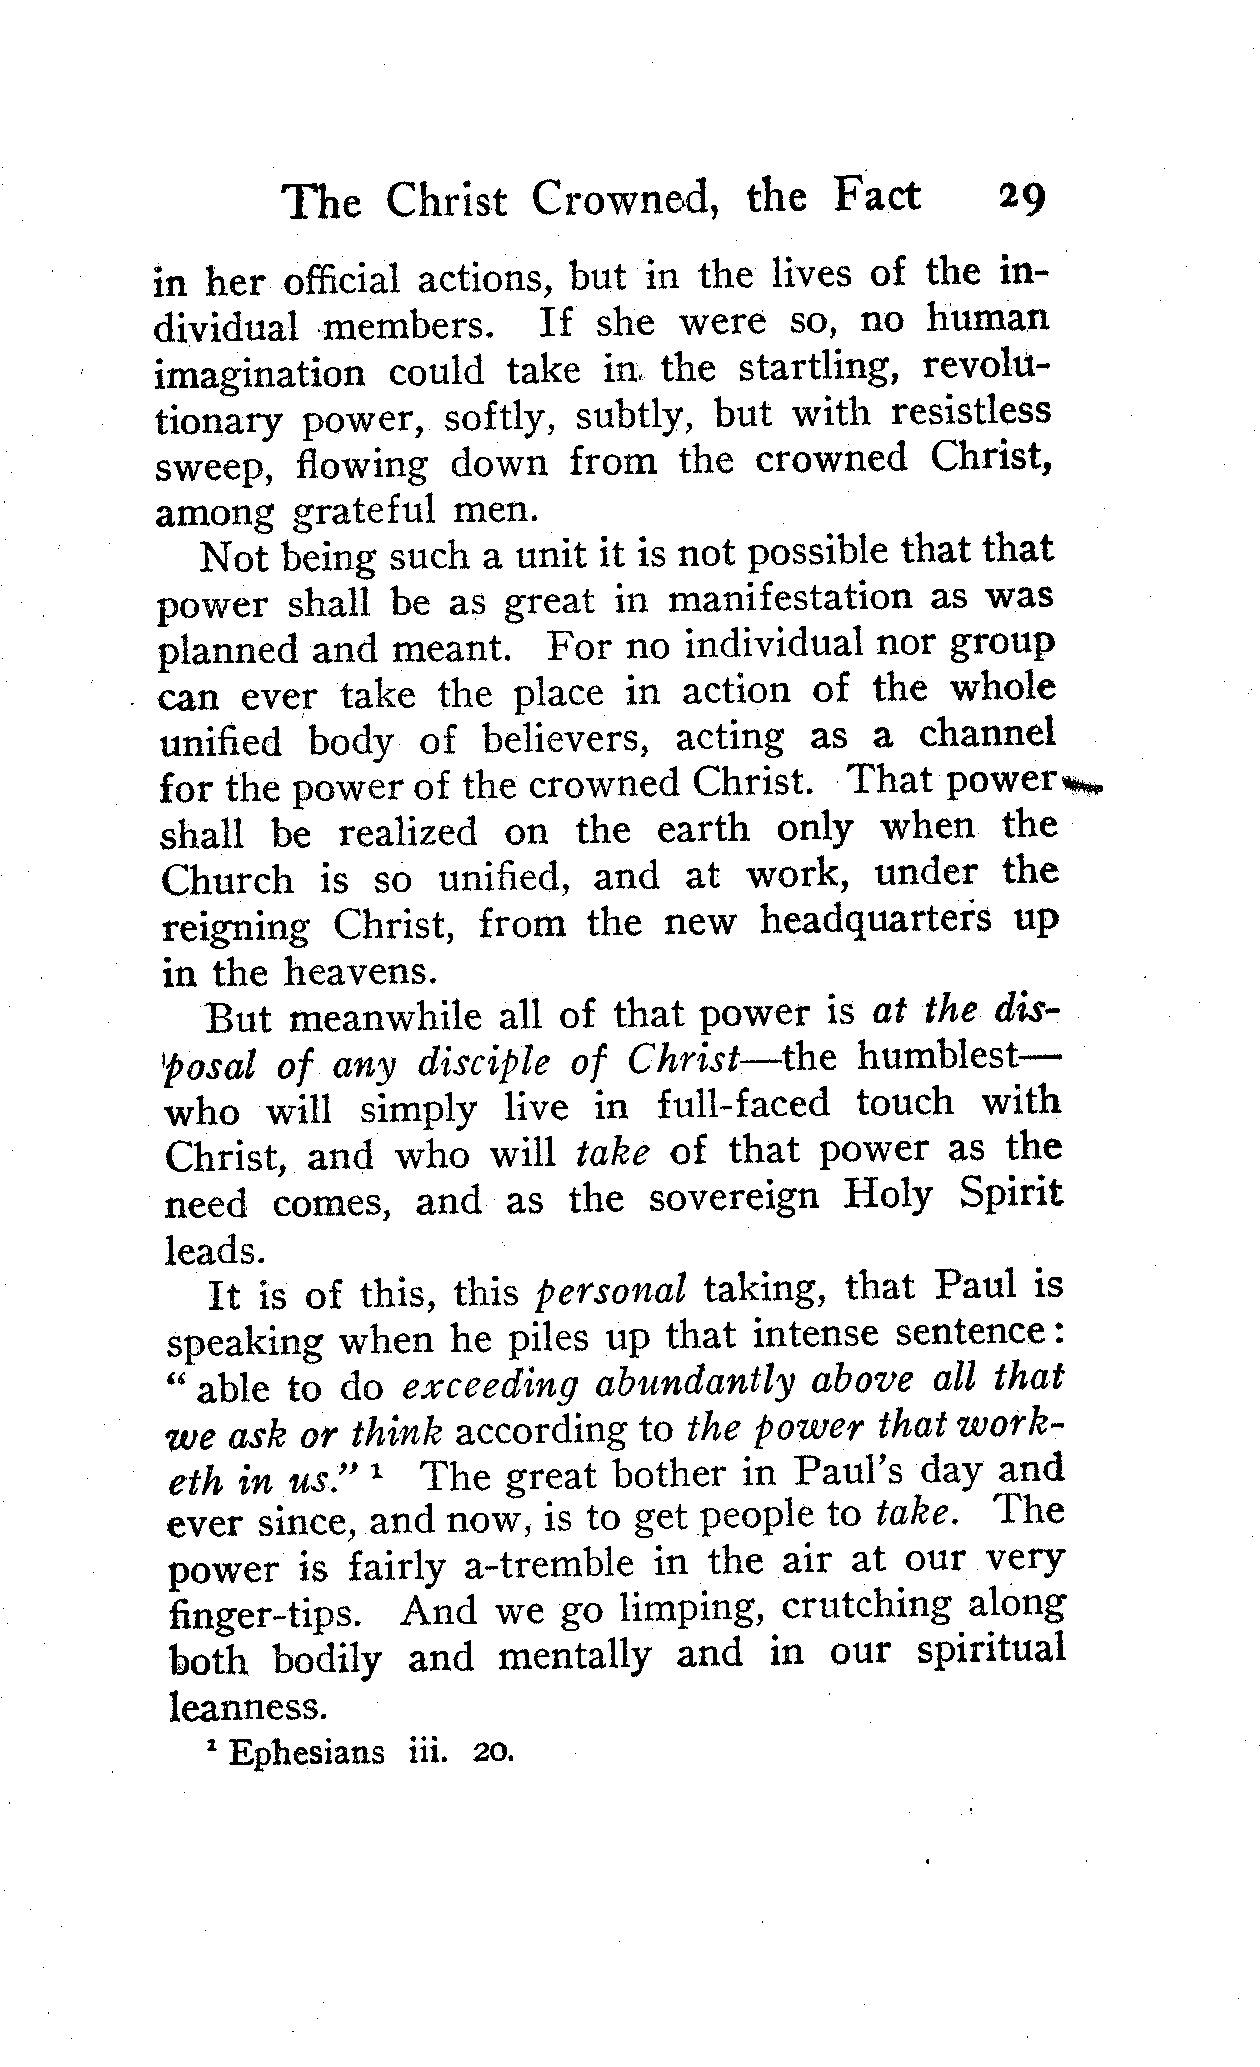 The Christ Crowned, the Fact 29
in her official actions, but in the lives of the in-
dividual members. If she were so, no human
imagination could take in the startling, revolu-
tionary power, softly, subtly, but with resistless
sweep, flowing down from the crowned Christ,
among grateful men.
Not being such a unit it is not possible that that
power shall be as great in manifestation as was
planned and meant. For no individual nor group
can ever take the place in action of the whole
unified body of believers, acting as a channel
for the power of the crowned Christ. That power
shall be realized on the earth only when the
Church is so unified, and at work, under the
reigning Christ, from the new headquarters up
in the heavens.
But meanwhile all of that power is at the dis-
posal of any disciple of Christ—the humblest—
who will simply live in full-faced touch with
Christ, and who will take of that power as the
need comes, and as the sovereign Holy Spirit
leads.
It is of this, this personal taking, that Paul is
speaking when he piles up that intense sentence:
“able to do exceeding abundantly above all that
we ask or think according to the power that work-
eth in us.” ¹ The great bother in Paul's day and
ever since, and now, is to get people to take. The
power is fairly a-tremble in the air at our very
finger-tips. And we go limping, crutching along
both bodily and mentally and in our spiritual
leanness.
¹ Ephesians iii. 20.